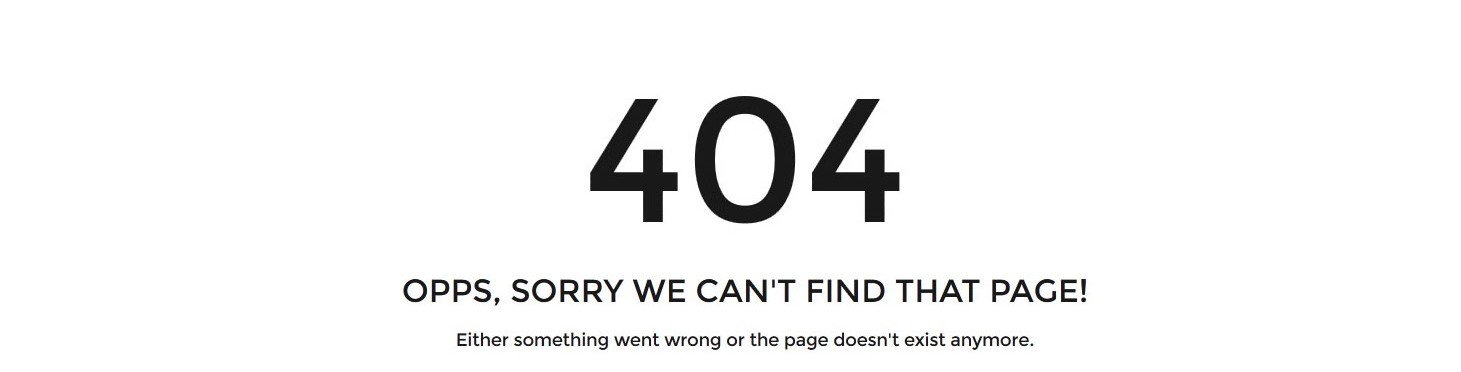 404
OPPS, SORRY WE CAN'T FIND THAT PAGE!
Either something went wrong or the page doesn't exist anymore.